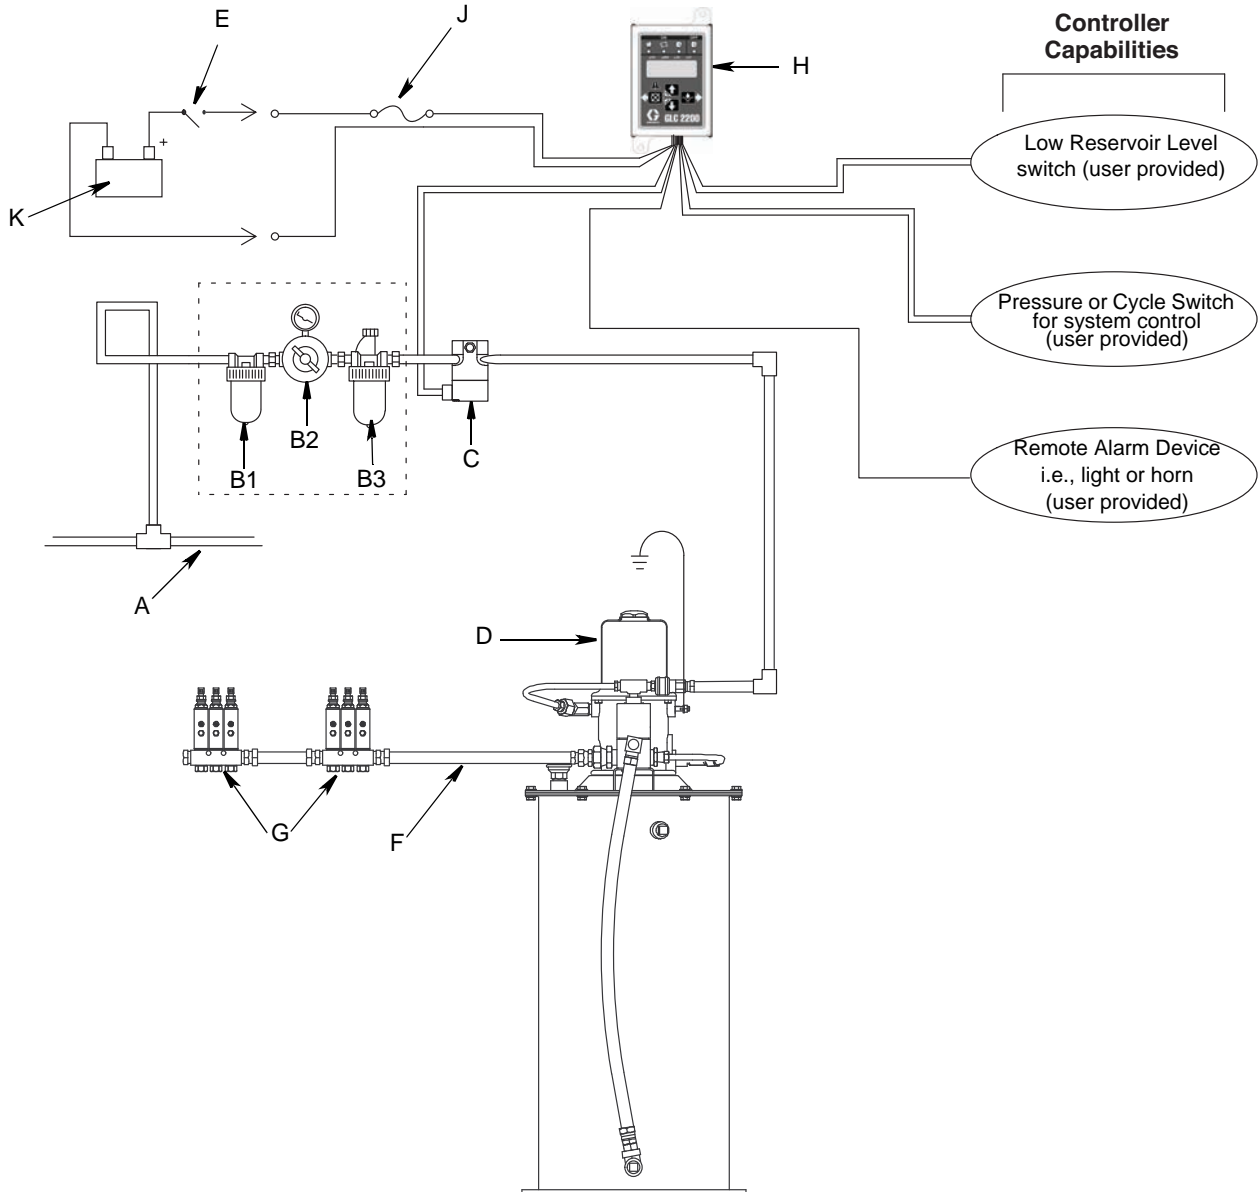 E
J
H
Controller
Capabilities
GLC 2200
Low Reservoir Level
switch (user provided)
+
K
Pressure or Cycle Switch
for system control
(user provided)
B1
B2
B3
C
Remote Alarm Device
i.e., light or horn
(user provided)
A
D
G
F